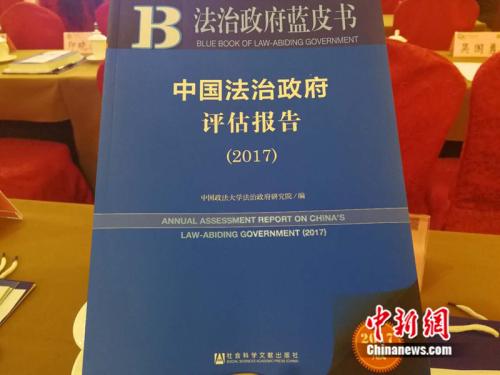 B 法治政府蓝皮书
BLUE BOOK OF LAW-ABIDING GOVERNMENT
中国法治政府
评估报告
(2017)
中国政法大学法治政府研究院／编
ANNUAL ASSESSMENT REPORT ON CHINA'S
LAW-ABIDING GOVERNMENT (2017)
社会科学文献出版社
2017
中新网
Chinanews.com